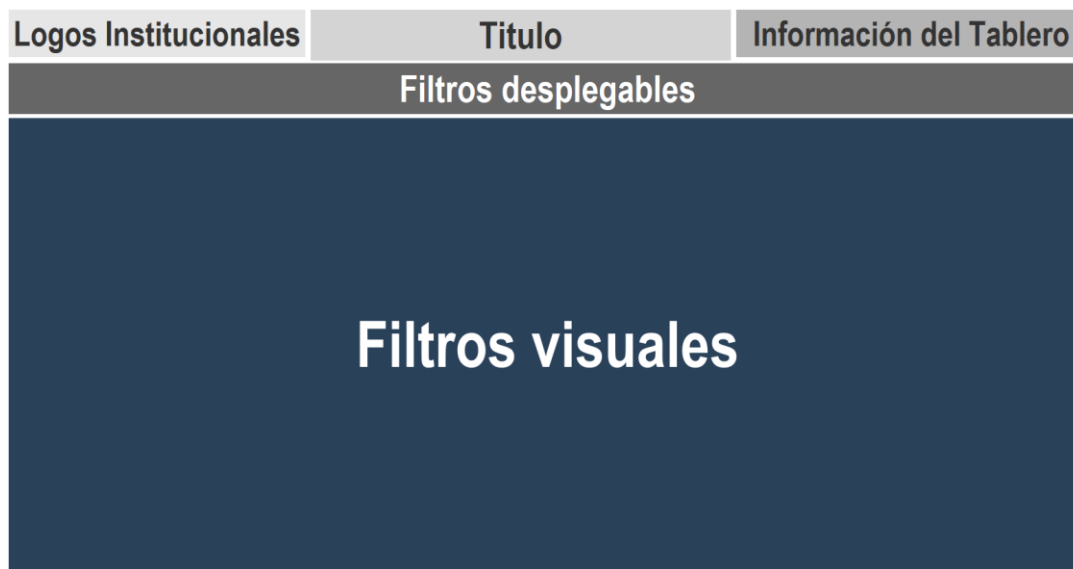 Logos Institucionales
Titulo
Información del Tablero
Filtros desplegables
Filtros visuales